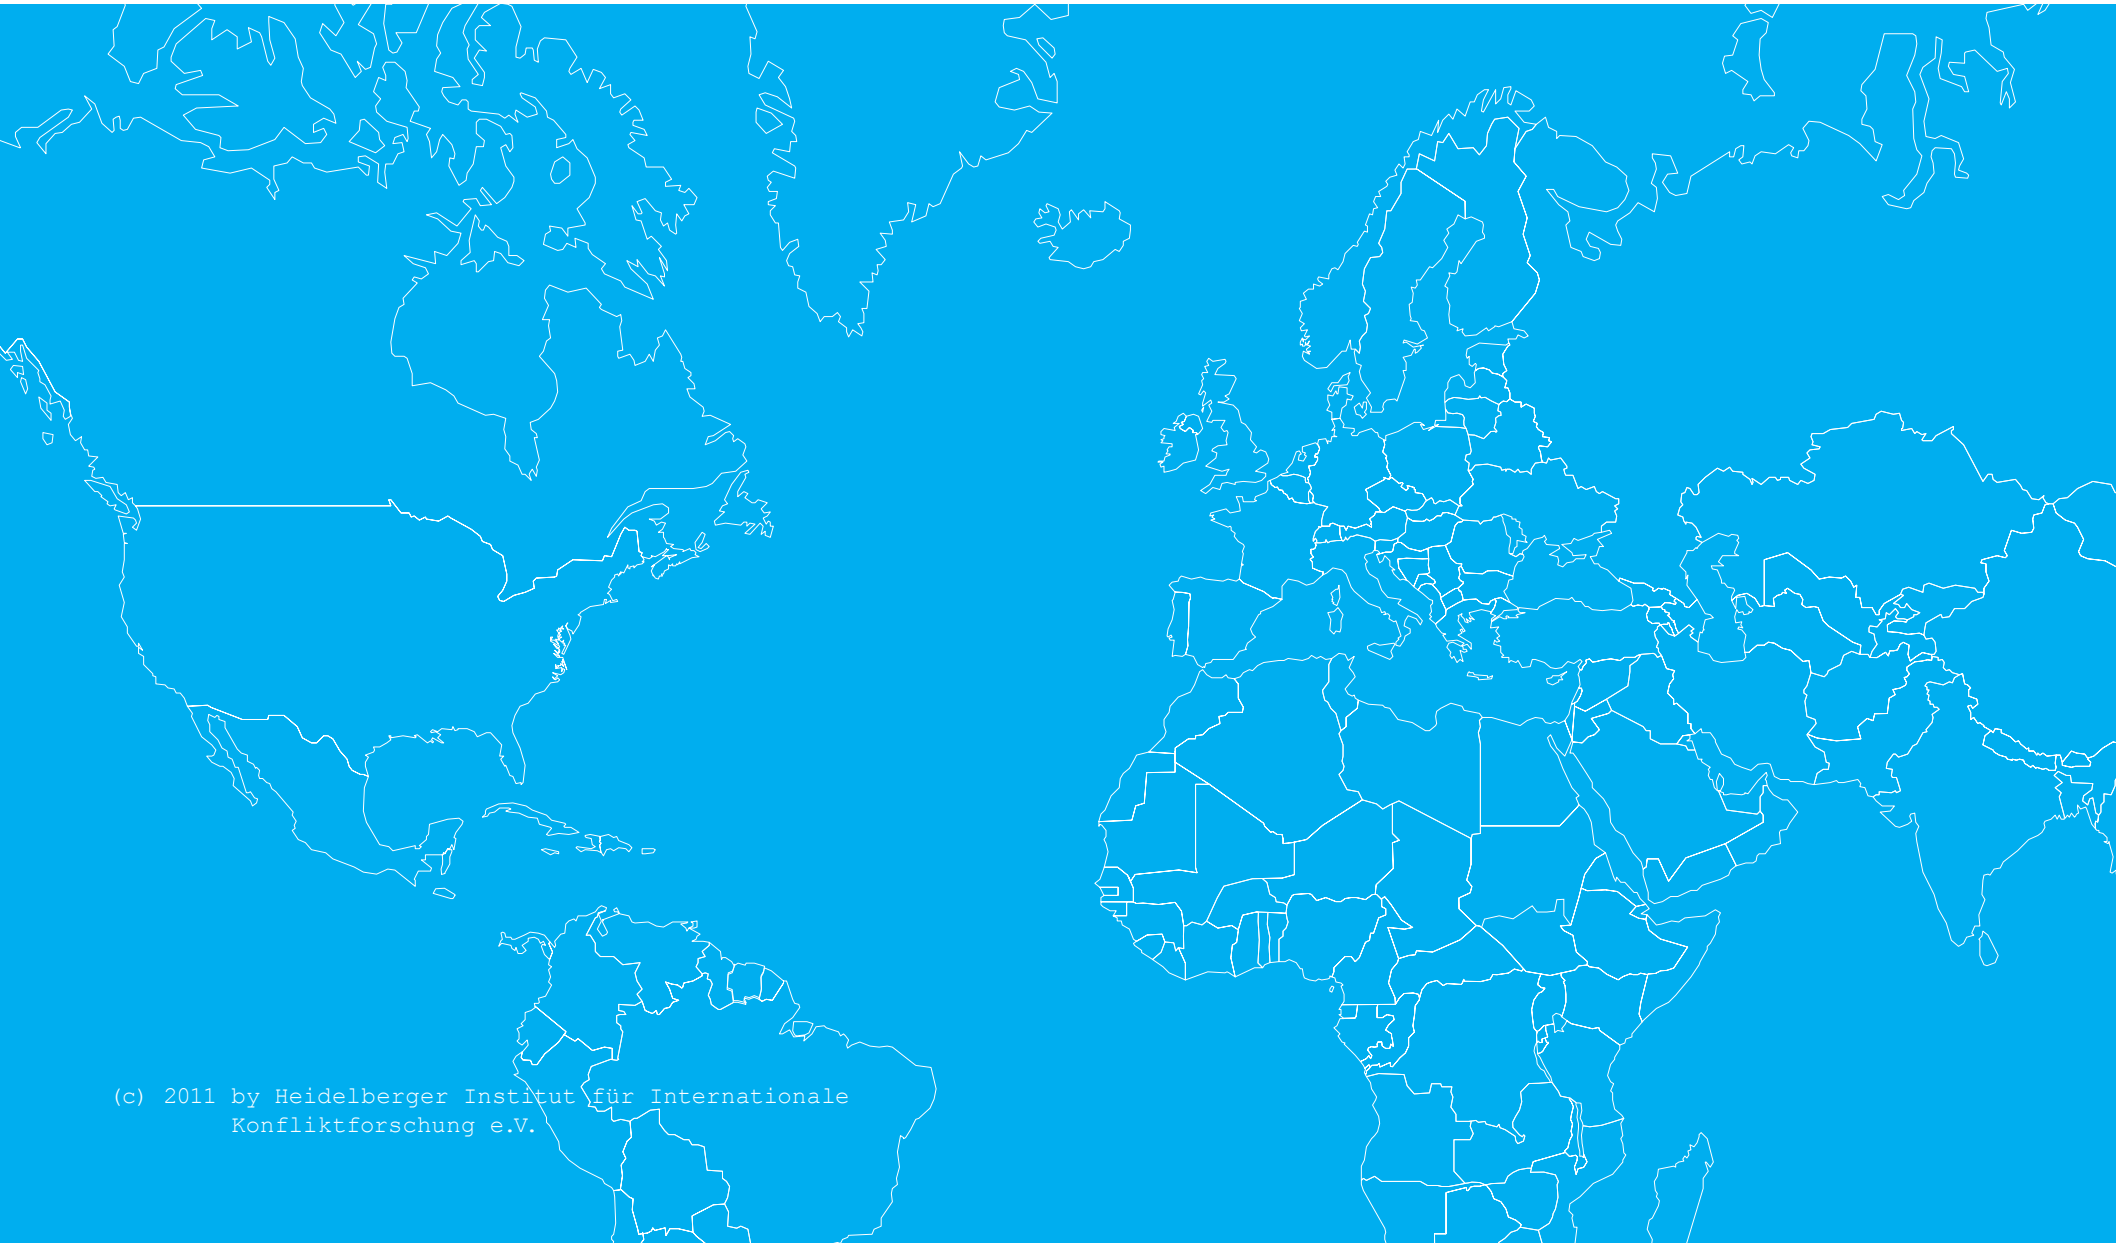 (c) 2011 by Heidelberger Institut für Internationale
Konfliktforschung e.V.